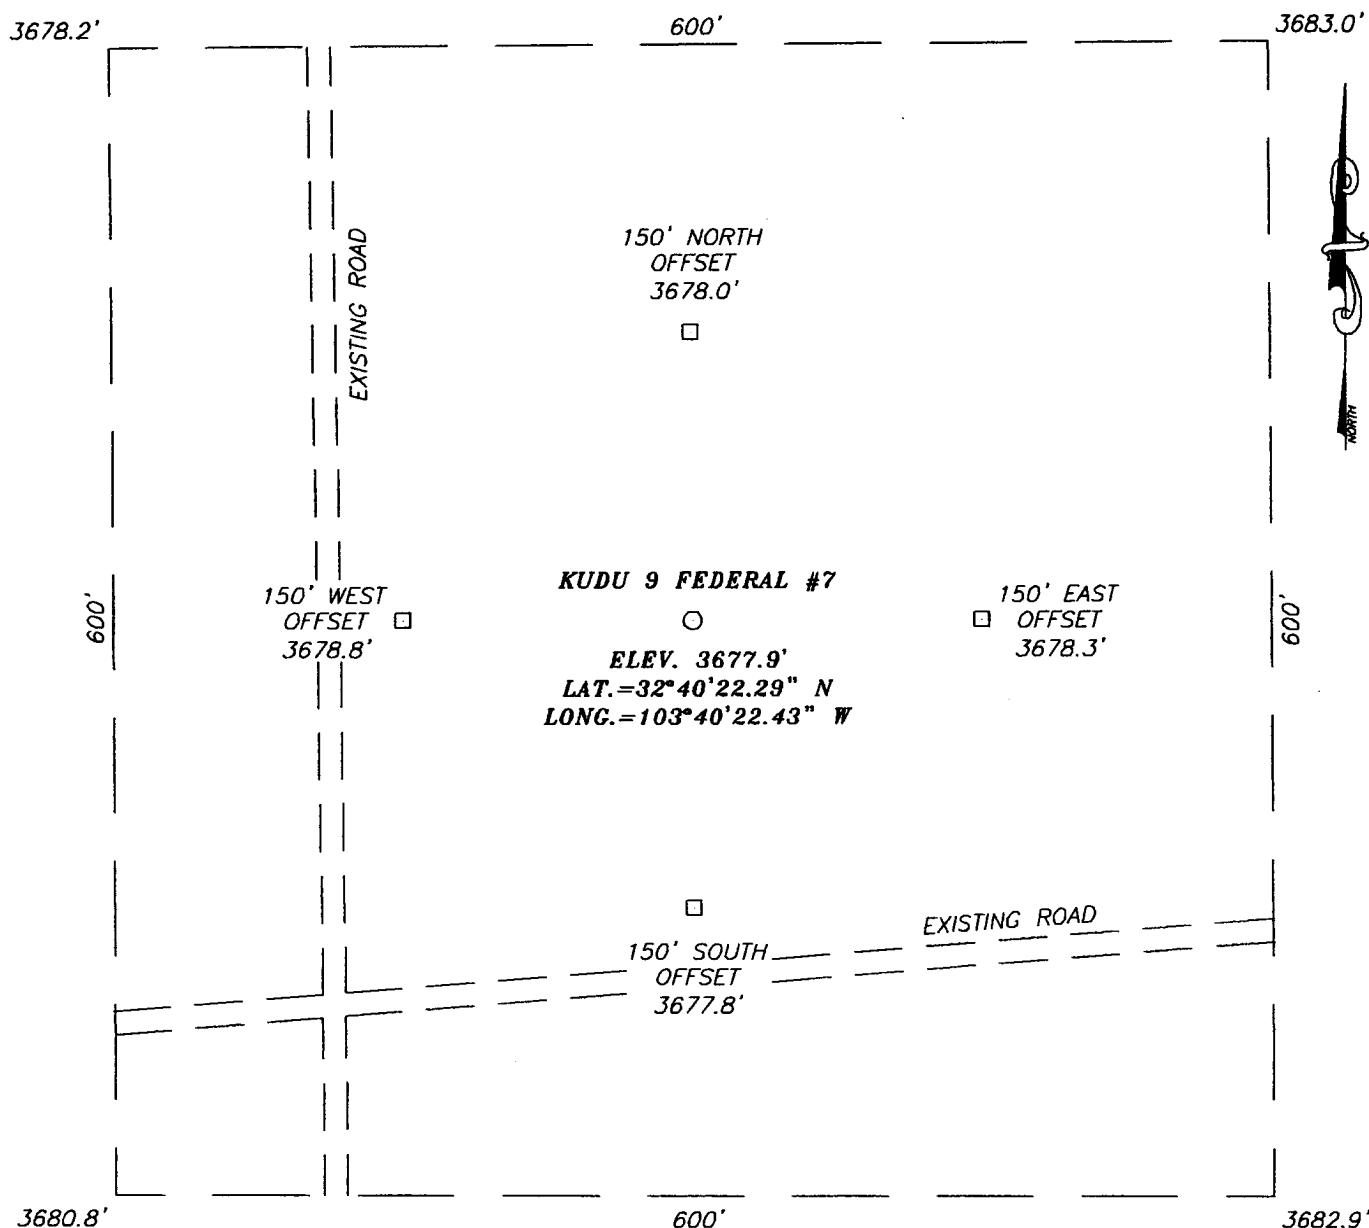 3678.2'
600'
3683.0'
150' NORTH
OFFSET
3678.0'
EXISTING ROAD
NORTH
KUDU 9 FEDERAL #7
150' WEST
OFFSET
3678.8'
600'
150' EAST
OFFSET
3678.3'
600'
ELEV. 3677.9'
LAT.=32°40'22.29" N
LONG.=103°40'22.43" W
EXISTING ROAD
150' SOUTH
OFFSET
3677.8'
3680.8'
600'
3682.9'